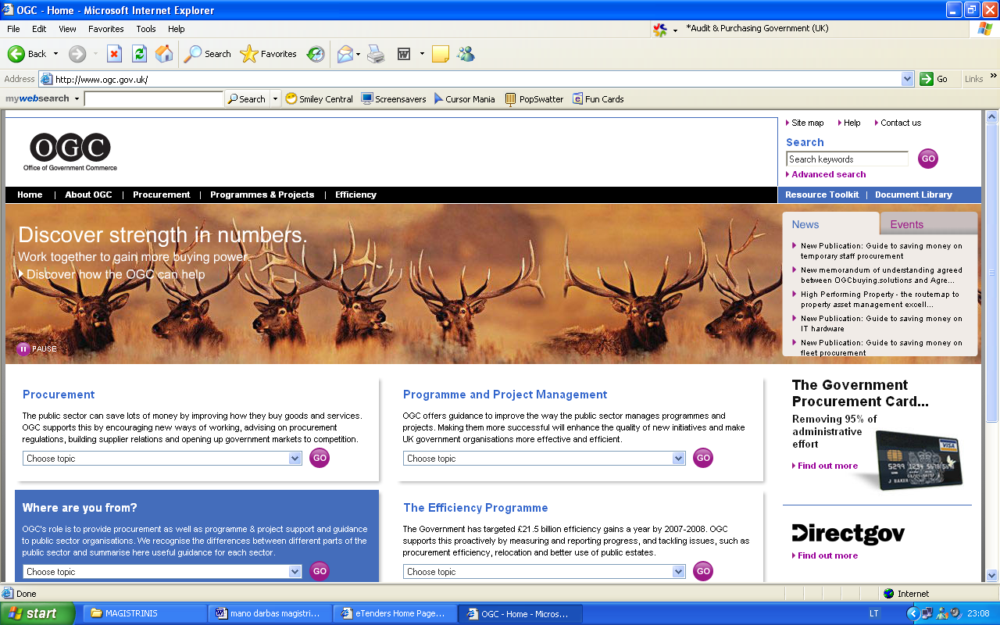 OGC - Home - Microsoft Internet Explorer
File Edit View Favorites Tools Help
*Audit & Purchasing Government (UK)
Back Search Favorites
Address http://www.ogc.gov.uk/ Go Links »
mywebsearch Search Smiley Central Screensavers Cursor Mania PopSwatter Fun Cards
Site map Help Contact us
OGC
Office of Government Commerce
Search
Search keywords GO
Advanced search
Home | About OGC | Procurement | Programmes & Projects | Efficiency
Resource Toolkit | Document Library
Discover strength in numbers.
Work together to gain more buying power.
Discover how the OGC can help
PAUSE
News Events
New Publication: Guide to saving money on
temporary staff procurement
New memorandum of understanding agreed
between OGCbuying.solutions and Agre...
High Performing Property - the routemap to
property asset management excell...
New Publication: Guide to saving money on
IT hardware
New Publication: Guide to saving money on
fleet procurement
Procurement
The public sector can save lots of money by improving how they buy goods and services.
OGC supports this by encouraging new ways of working, advising on procurement
regulations, building supplier relations and opening up government markets to competition.
Choose topic GO
Programme and Project Management
OGC offers guidance to improve the way the public sector manages programmes and
projects. Making them more successful will enhance the quality of new initiatives and make
UK government organisations more effective and efficient.
Choose topic GO
The Government
Procurement Card...
Removing 95% of
administrative
effort
Find out more
VISA
J BAKER
Where are you from?
OGC's role is to provide procurement as well as programme & project support and guidance
to public sector organisations. We recognise the differences between different parts of the
public sector and summarise here useful guidance for each sector.
Choose topic GO
The Efficiency Programme
The Government has targeted £21.5 billion efficiency gains a year by 2007-2008. OGC
supports this proactively by measuring and reporting progress, and tackling issues, such as
procurement efficiency, relocation and better use of public estates.
Choose topic GO
Directgov
Find out more
Done Internet
start MAGISTRINIS mano darbas magistri... eTenders Home Page... OGC - Home - Micros... LT 23:08